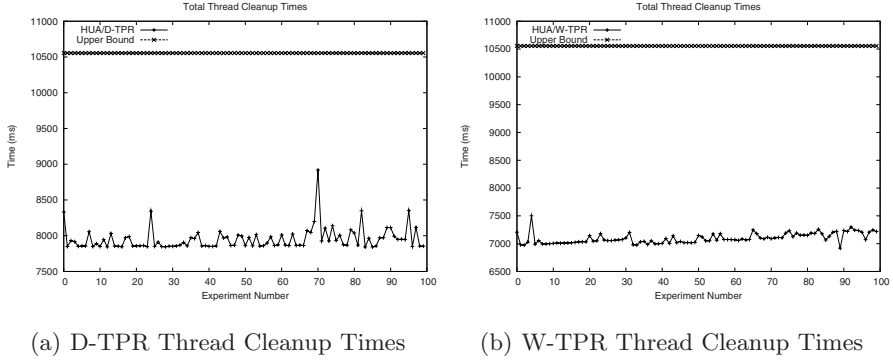 Total Thread Cleanup Times
11000
10500
10000
9500
9000
8500
8000
7500
Time (ms)
HUA/D-TPR
Upper Bound
0 10 20 30 40 50 60 70 80 90 100
Experiment Number
(a) D-TPR Thread Cleanup Times
Total Thread Cleanup Times
11000
10500
10000
9500
9000
8500
8000
7500
7000
6500
Time (ms)
HUA/W-TPR
Upper Bound
0 10 20 30 40 50 60 70 80 90 100
Experiment Number
(b) W-TPR Thread Cleanup Times